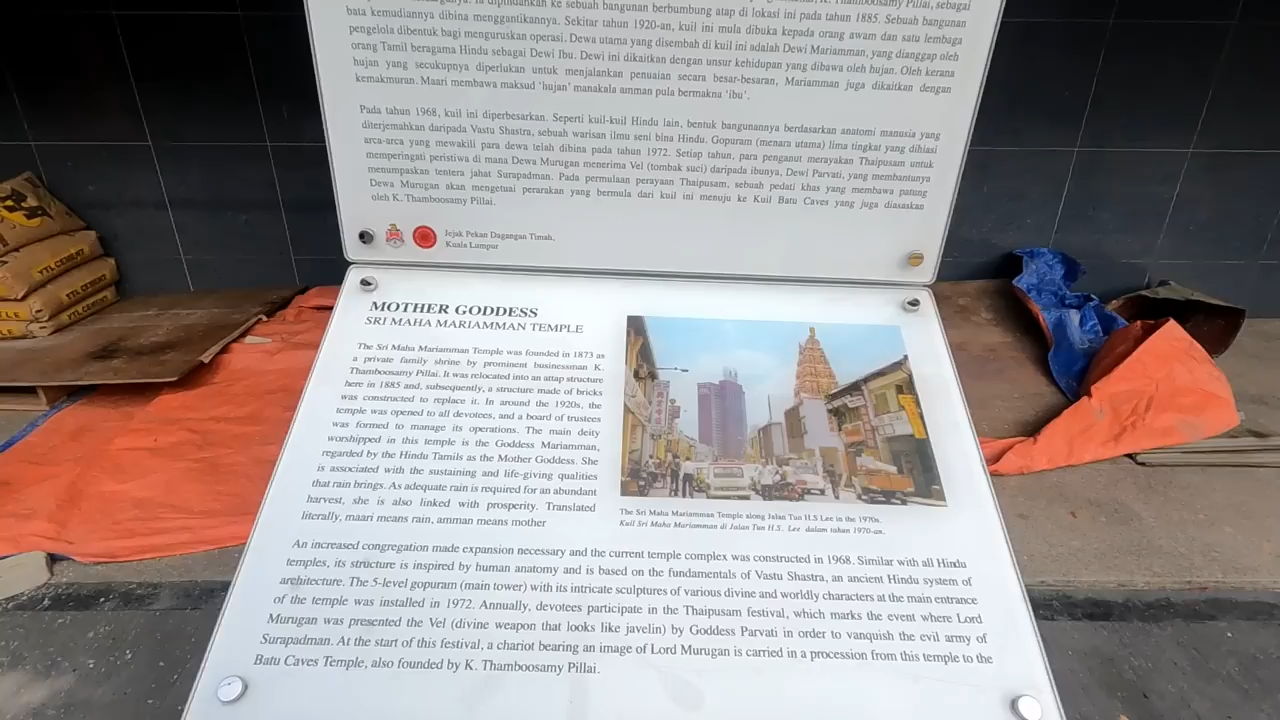 Pillai, sebagai
bata kemudiannya dibina menggantikannya. Sekitar tahun 1920-an, kuil ini mula dibuka kepada orang awam dan satu lembaga
pengelola dibentuk bagi menguruskan operasi. Dewa utama yang disembah di kuil ini adalah Dewi Mariamman, yang dianggap oleh
orang Tamil beragama Hindu sebagai Dewi Ibu. Dewi ini dikaitkan dengan unsur kehidupan yang dibawa oleh hujan. Oleh kerana
hujan yang secukupnya diperlukan untuk menjalankan penuaian secara besar-besaran, Mariamman juga dikaitkan dengan
kemakmuran. Maari membawa maksud 'hujan' manakala amman pula bermakna 'ibu'.
Pada tahun 1968, kuil ini diperbesarkan. Seperti kuil-kuil Hindu lain, bentuk bangunannya berdasarkan anatomi manusia yang
diterjemahkan daripada Vastu Shastra, sebuah warisan ilmu seni bina Hindu. Gopuram (menara utama) lima tingkat yang dihiasi
arca-arca yang mewakili para dewa telah dibina pada tahun 1972. Setiap tahun, para penganut merayakan Thaipusam untuk
memperingati peristiwa di mana Dewa Murugan menerima Vel (tombak suci) daripada ibunya, Dewi Parvati, yang membantunya
menumpaskan tentera jahat Surapadman. Pada permulaan perayaan Thaipusam, sebuah pedati khas yang membawa patung
Dewa Murugan akan mengetuai perarakan yang bermula dari kuil ini menuju ke Kuil Batu Caves yang juga diasaskan
oleh K. Thamboosamy Pillai.
Jejak Pekan Dagangan Timah,
Kuala Lumpur
YTL CEMENT
YTL CEMENT
YTL CEMENT
MOTHER GODDESS
SRI MAHA MARIAMMAN TEMPLE
The Sri Maha Mariamman Temple was founded in 1873 as
a private family shrine by prominent businessman K.
Thamboosamy Pillai. It was relocated into an attap structure
here in 1885 and, subsequently, a structure made of bricks
was constructed to replace it. In around the 1920s, the
temple was opened to all devotees, and a board of trustees
was formed to manage its operations. The main deity
worshipped in this temple is the Goddess Mariamman,
regarded by the Hindu Tamils as the Mother Goddess. She
is associated with the sustaining and life-giving qualities
that rain brings. As adequate rain is required for an abundant
harvest, she is also linked with prosperity. Translated
literally, maari means rain, amman means mother
The Sri Maha Mariamman Temple along Jalan Tun H.S Lee in the 1970s.
Kuil Sri Maha Mariamman di Jalan Tun H.S. Lee dalam tahun 1970-an.
An increased congregation made expansion necessary and the current temple complex was constructed in 1968. Similar with all Hindu
temples, its structure is inspired by human anatomy and is based on the fundamentals of Vastu Shastra, an ancient Hindu system of
architecture. The 5-level gopuram (main tower) with its intricate sculptures of various divine and worldly characters at the main entrance
of the temple was installed in 1972. Annually, devotees participate in the Thaipusam festival, which marks the event where Lord
Murugan was presented the Vel (divine weapon that looks like javelin) by Goddess Parvati in order to vanquish the evil army of
Surapadman. At the start of this festival, a chariot bearing an image of Lord Murugan is carried in a procession from this temple to the
Batu Caves Temple, also founded by K. Thamboosamy Pillai.